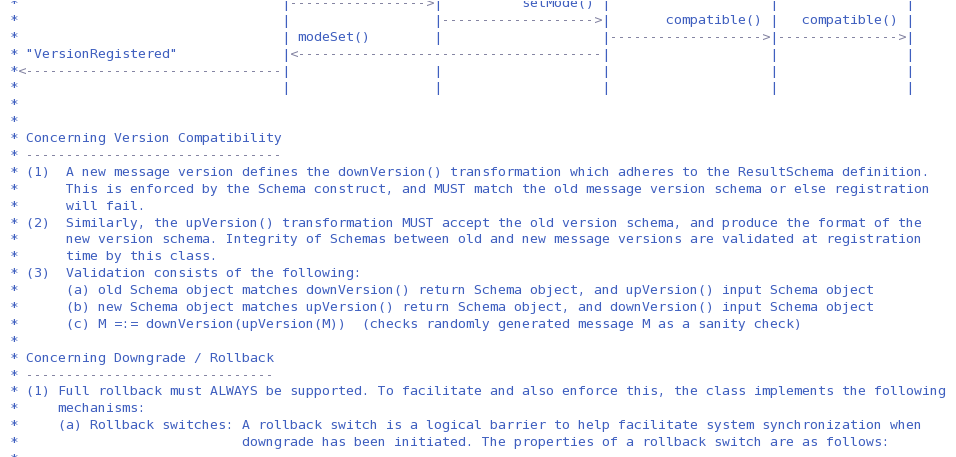 *                                 |----------------->|          setMode() |                    |                |
*                                 |                  |------------------->|       compatible() |   compatible() |
*                                 | modeSet()        |                    |------------------->|--------------->|
* "VersionRegistered"             |<--------------------------------------|                    |                |
*<--------------------------------|                  |                    |                    |                |
*                                 |                  |                    |                    |                |
*
*
* Concerning Version Compatibility
* --------------------------------
* (1)  A new message version defines the downVersion() transformation which adheres to the ResultSchema definition.
*      This is enforced by the Schema construct, and MUST match the old message version schema or else registration
*      will fail.
* (2)  Similarly, the upVersion() transformation MUST accept the old version schema, and produce the format of the
*      new version schema. Integrity of Schemas between old and new message versions are validated at registration
*      time by this class.
* (3)  Validation consists of the following:
*      (a) old Schema object matches downVersion() return Schema object, and upVersion() input Schema object
*      (b) new Schema object matches upVersion() return Schema object, and downVersion() input Schema object
*      (c) M =:= downVersion(upVersion(M))  (checks randomly generated message M as a sanity check)
*
* Concerning Downgrade / Rollback
* -------------------------------
* (1) Full rollback must ALWAYS be supported. To facilitate and also enforce this, the class implements the following
*     mechanisms:
*     (a) Rollback switches: A rollback switch is a logical barrier to help facilitate system synchronization when
*                            downgrade has been initiated. The properties of a rollback switch are as follows:
*